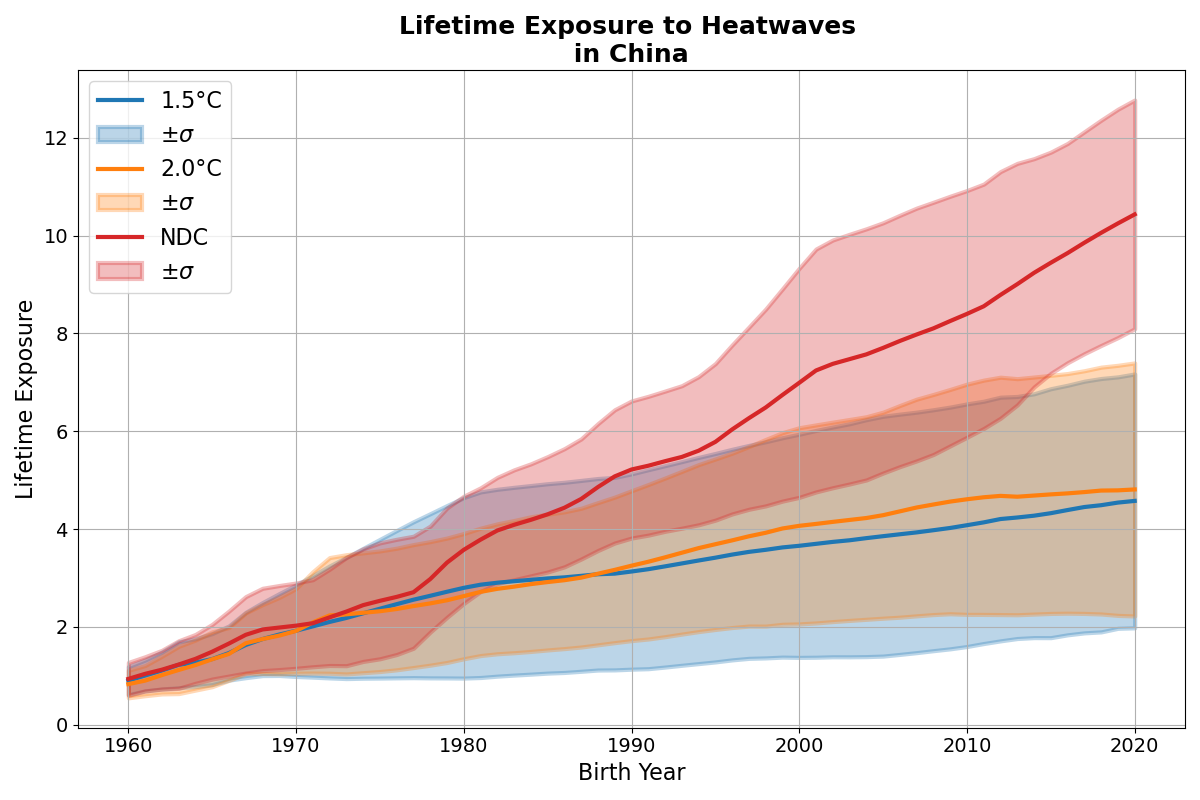 Lifetime Exposure to Heatwaves
in China
1.5°C
±σ
2.0°C
±σ
NDC
±σ
Lifetime Exposure
12
10
8
6
4
2
0
1960 1970 1980 1990 2000 2010 2020
Birth Year